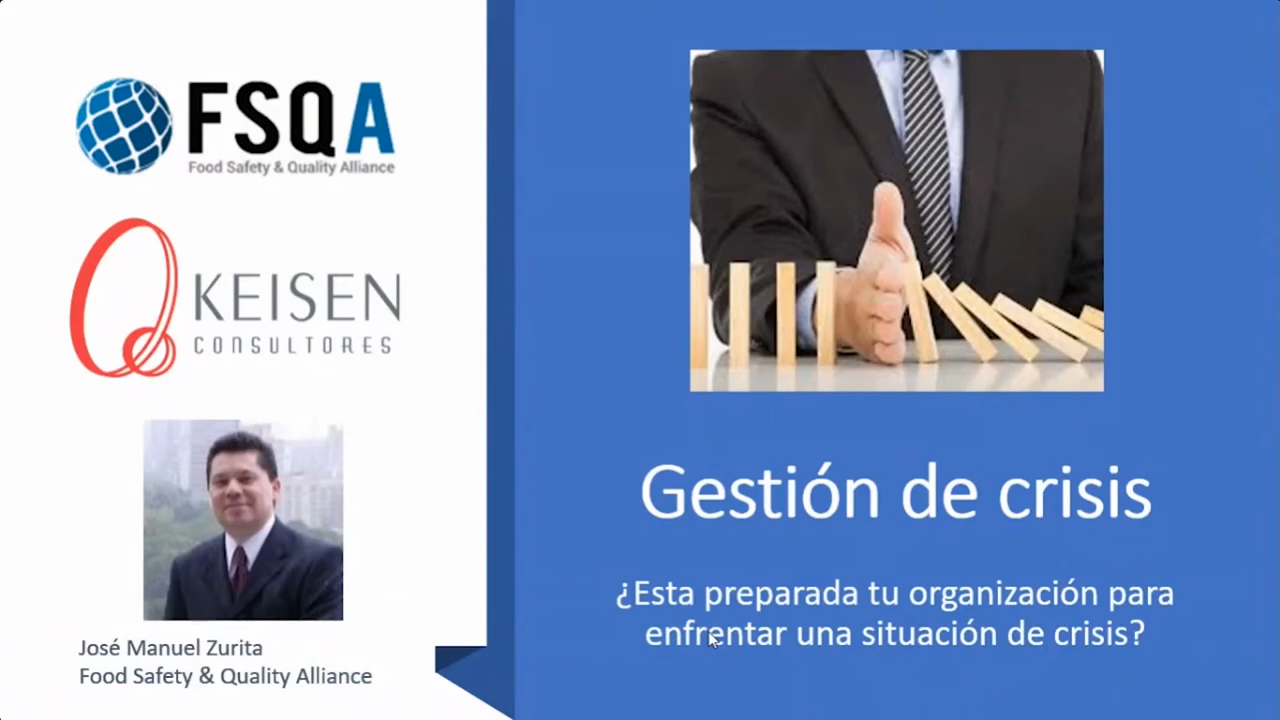 FSQA
Food Safety & Quality Alliance
KEISEN
CONSULTORES
José Manuel Zurita
Food Safety & Quality Alliance
Gestión de crisis
¿Esta preparada tu organización para
enfrentar una situación de crisis?